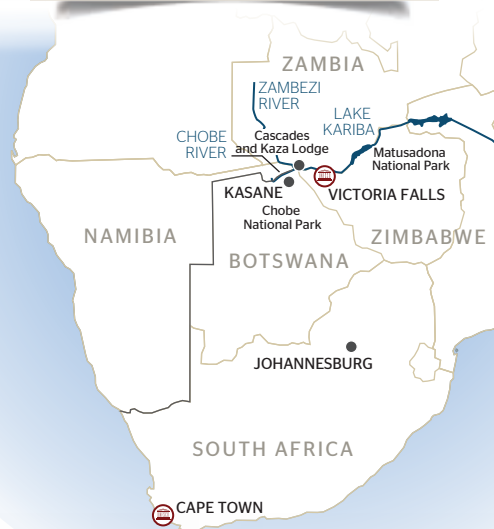 ZAMBIA
ZAMBEZI
RIVER
LAKE
KARIBA
CHOBE
RIVER
Cascades
and Kaza Lodge
Matusadona
National Park
KASANE
VICTORIA FALLS
Chobe
National Park
NAMIBIA
ZIMBABWE
BOTSWANA
JOHANNESBURG
SOUTH AFRICA
CAPE TOWN